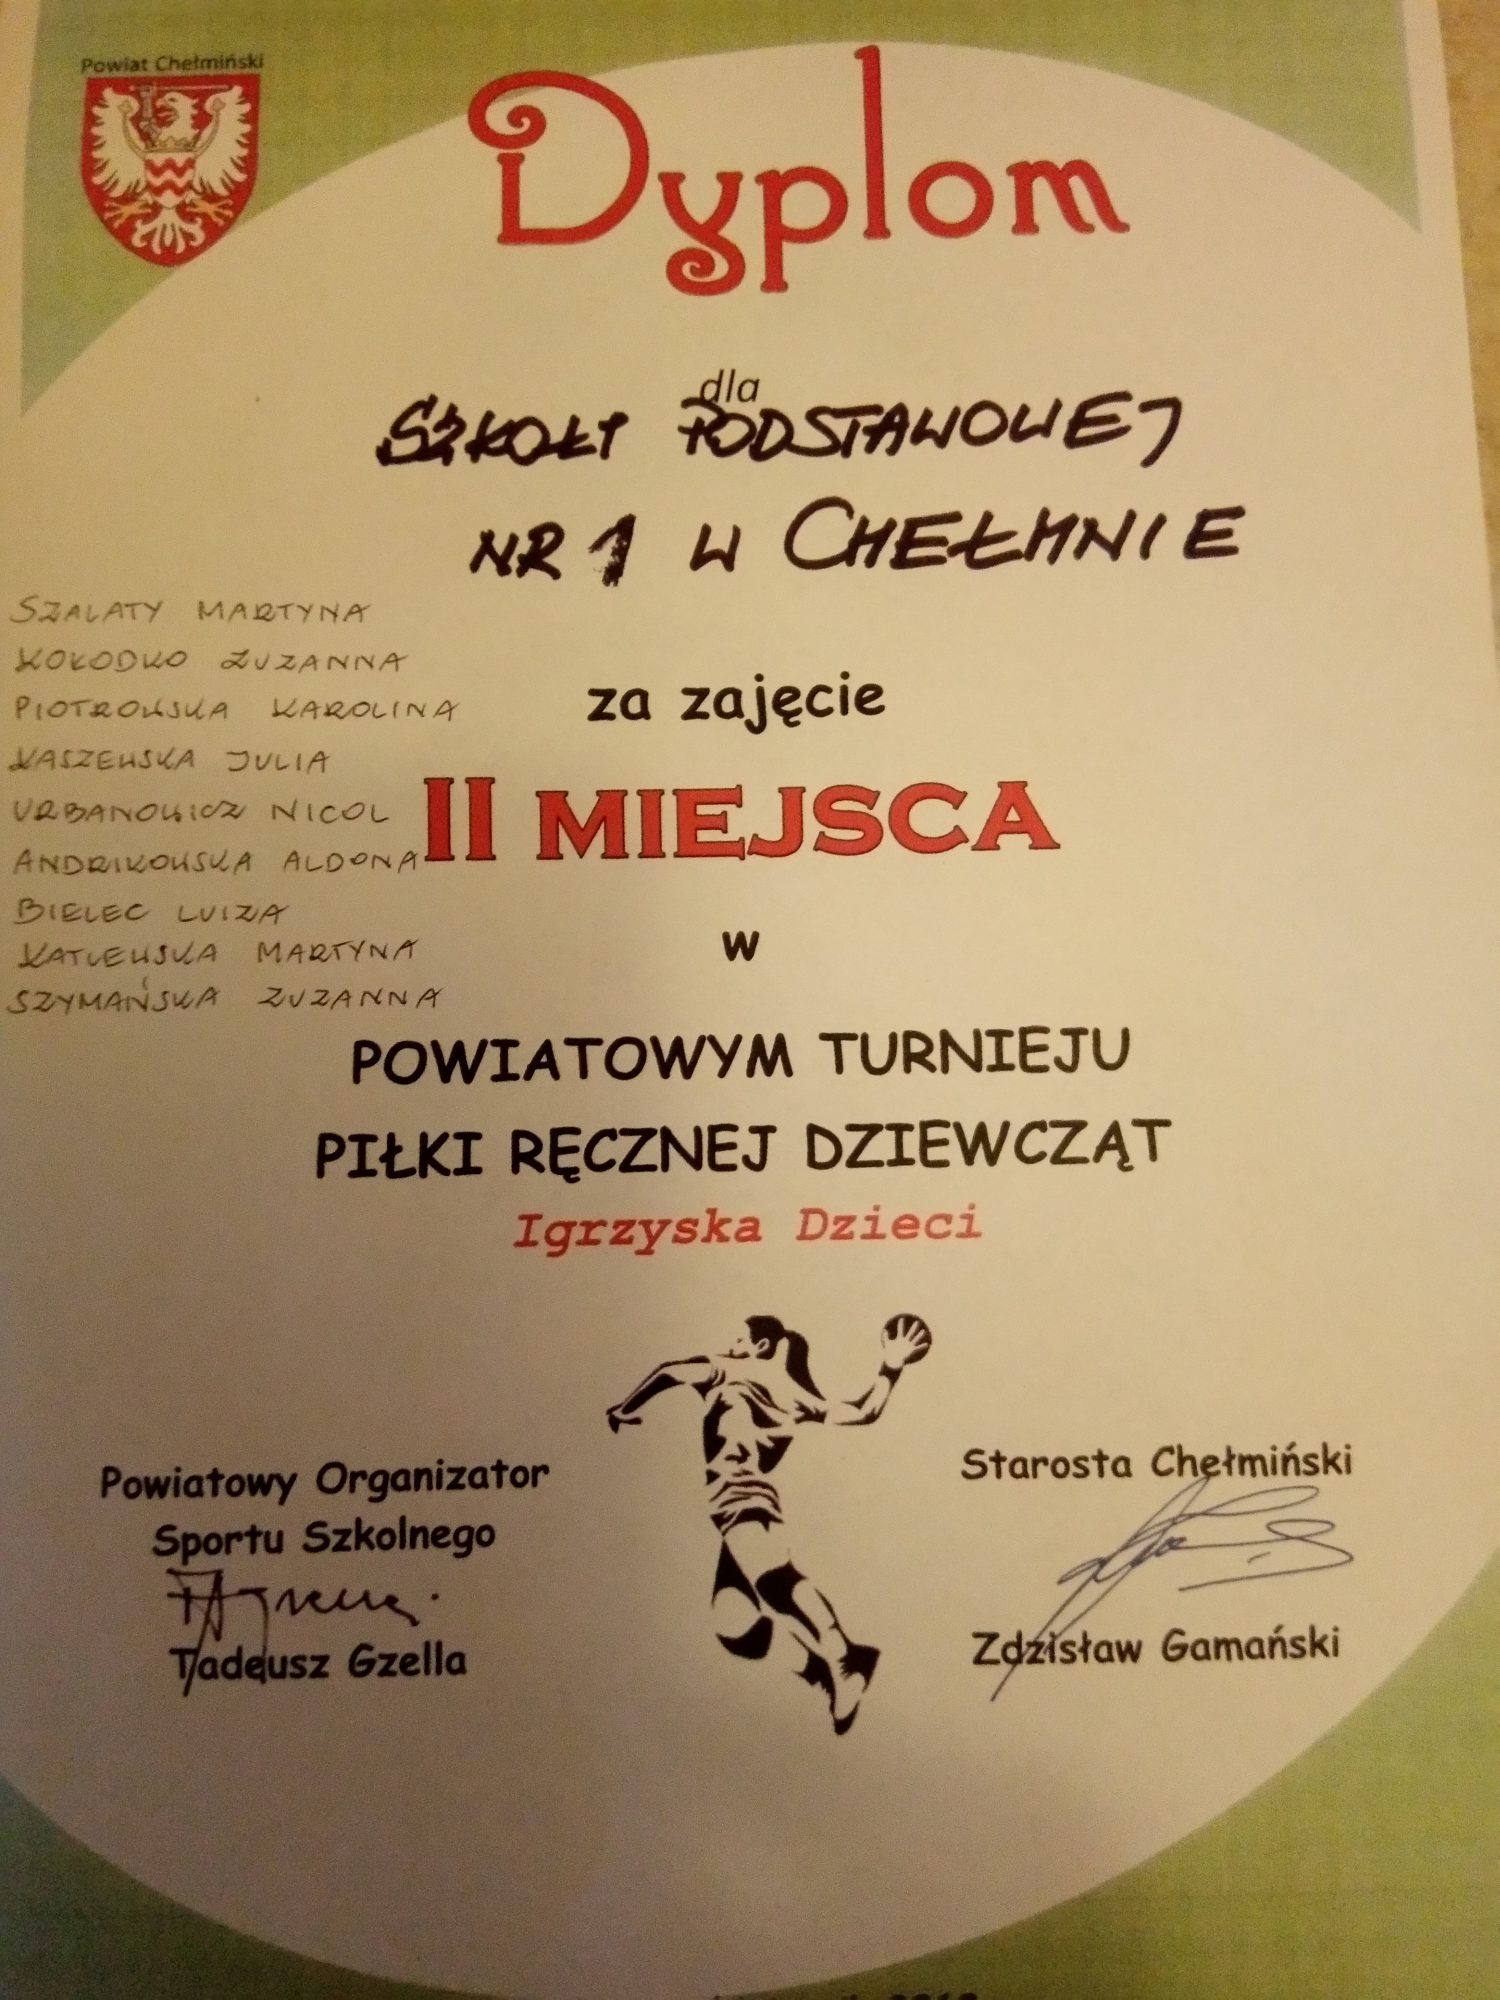 Powiat Chełmiński
Dyplom
dla
SZKOŁY PODSTAWOWEJ
NR 1 W CHEŁMNIE
SZALATY MARTYNA
KOŁODKO ZUZANNA
za zajęcie
PIOTROWSKA KAROLINA
KASZEWSKA JULIA
II MIEJSCA
URBANOWICZ NICOL
ANDRIKOWSKA ALDONA
BIELEC LUIZA
w
KATLEWSKA MARTYNA
SZYMAŃSKA ZUZANNA
POWIATOWYM TURNIEJU
PIŁKI RĘCZNEJ DZIEWCZĄT
Igrzyska Dzieci
Powiatowy Organizator
Sportu Szkolnego
Tadeusz Gzella
Starosta Chełmiński
Zdzisław Gamański